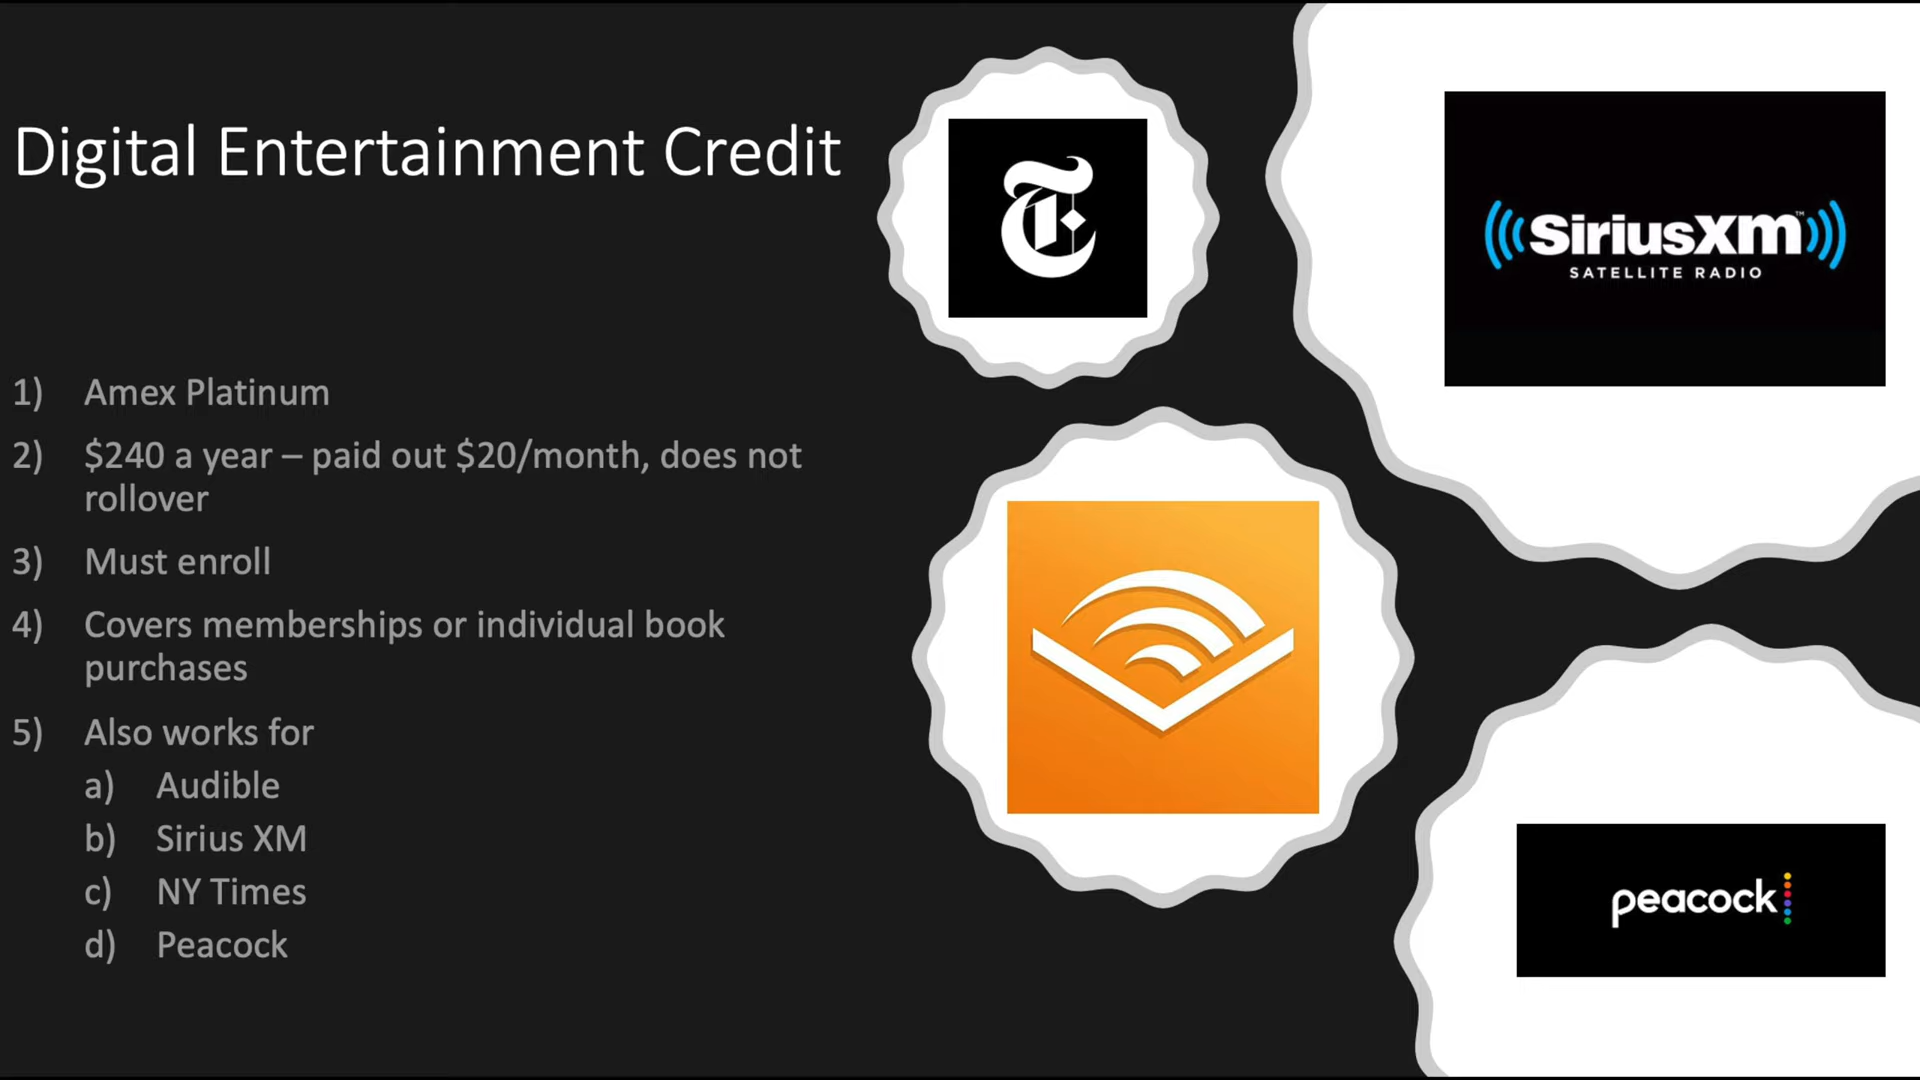 Digital Entertainment Credit
1) Amex Platinum
2) $240 a year – paid out $20/month, does not
rollover
3) Must enroll
4) Covers memberships or individual book
purchases
5) Also works for
a) Audible
b) Sirius XM
c) NY Times
d) Peacock
T
SiriusXM™
SATELLITE RADIO
peacock